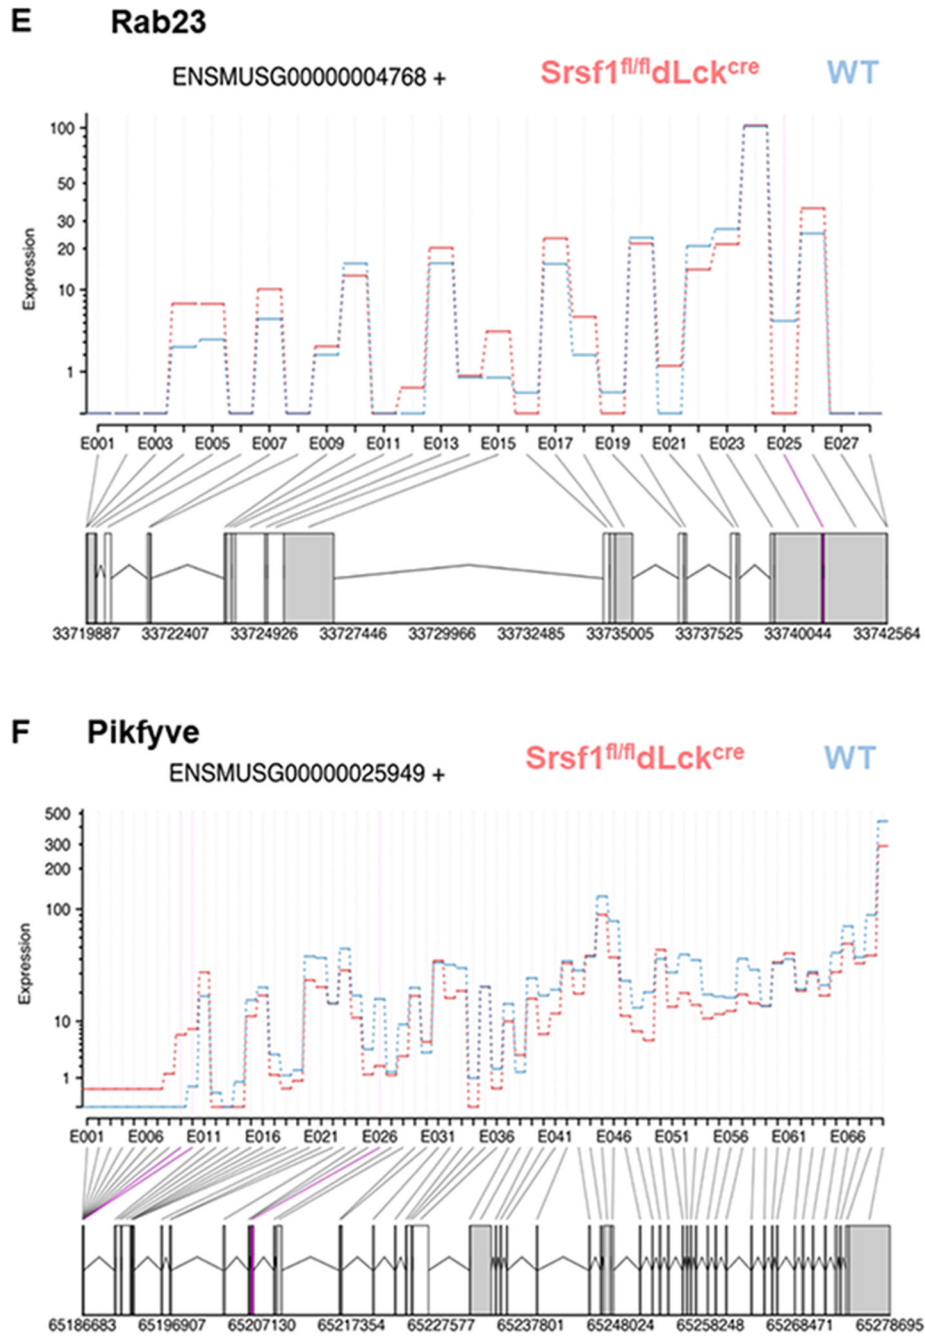 E Rab23
ENSMUSG00000004768 + Srsf1fl/fldLckcre WT
100
50
30
20
10
1
Expression
E001 E003 E005 E007 E009 E011 E013 E015 E017 E019 E021 E023 E025 E027
33719887 33722407 33724926 33727446 33729966 33732485 33735005 33737525 33740044 33742564
F Pikfyve
ENSMUSG00000025949 + Srsf1fl/fldLckcre WT
500
300
200
100
10
1
Expression
E001 E006 E011 E016 E021 E026 E031 E036 E041 E046 E051 E056 E061 E066
65186683 65196907 65207130 65217354 65227577 65237801 65248024 65258248 65268471 65278695